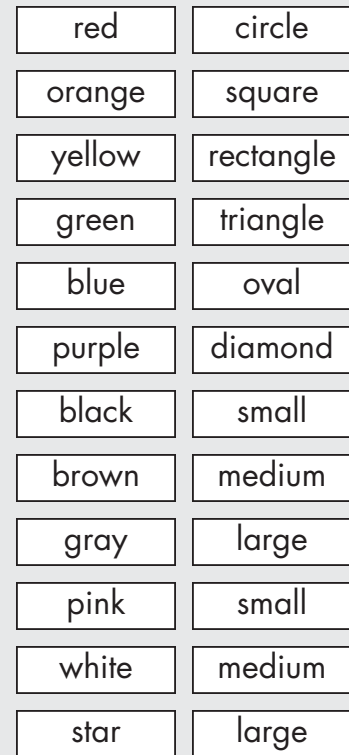 red circle
orange square
yellow rectangle
green triangle
blue oval
purple diamond
black small
brown medium
gray large
pink small
white medium
star large